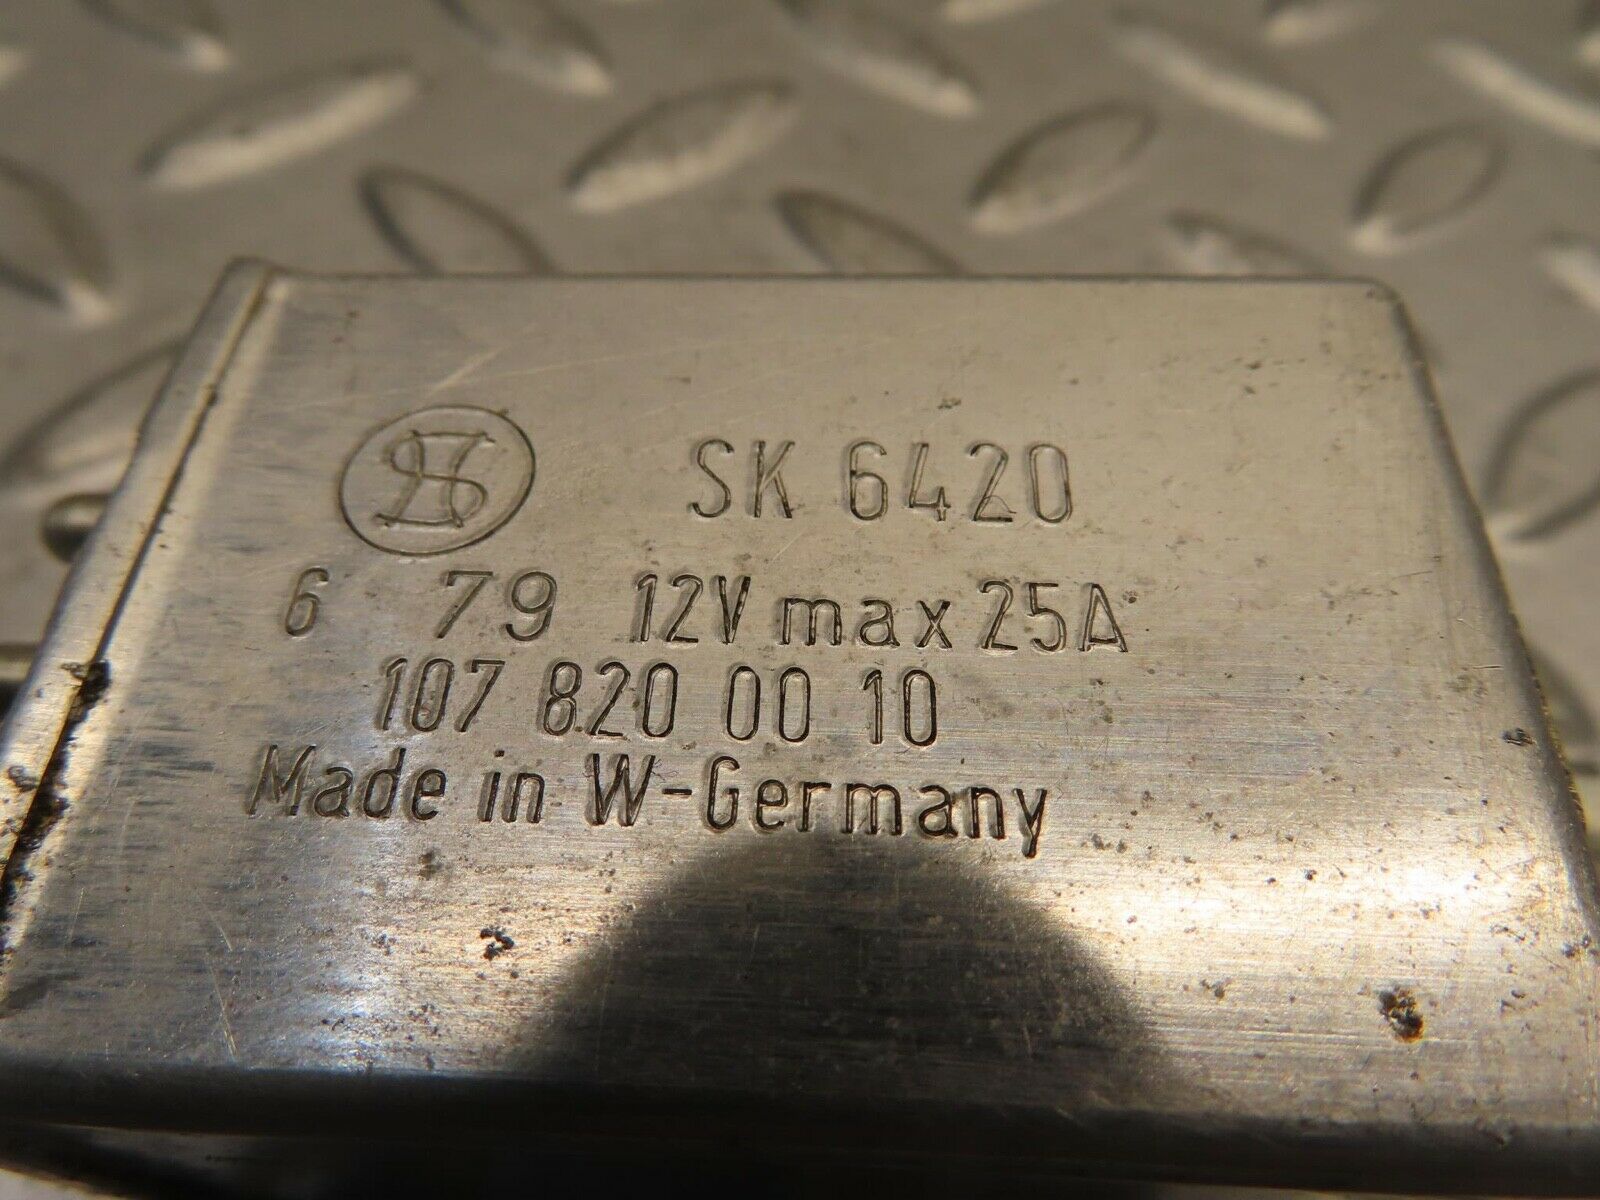 SK 6420
6 79 12V max 25A
107 820 00 10
Made in W-Germany